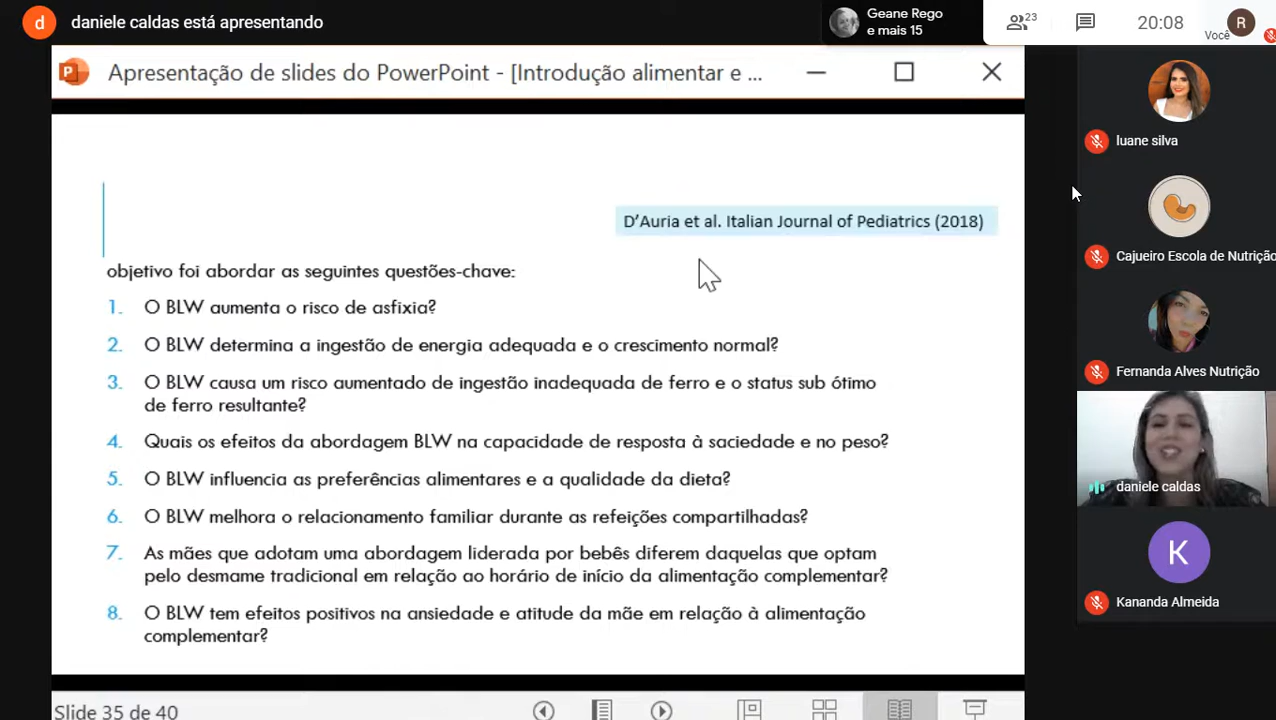 d
daniele caldas está apresentando
Geane Rego
e mais 15
23
20:08
Você
R
P
Apresentação de slides do PowerPoint - [Introdução alimentar e ...
D'Auria et al. Italian Journal of Pediatrics (2018)
objetivo foi abordar as seguintes questões-chave:
1. O BLW aumenta o risco de asfixia?
2. O BLW determina a ingestão de energia adequada e o crescimento normal?
3. O BLW causa um risco aumentado de ingestão inadequada de ferro e o status sub ótimo
de ferro resultante?
4. Quais os efeitos da abordagem BLW na capacidade de resposta à saciedade e no peso?
5. O BLW influencia as preferências alimentares e a qualidade da dieta?
6. O BLW melhora o relacionamento familiar durante as refeições compartilhadas?
7. As mães que adotam uma abordagem liderada por bebês diferem daquelas que optam
pelo desmame tradicional em relação ao horário de início da alimentação complementar?
8. O BLW tem efeitos positivos na ansiedade e atitude da mãe em relação à alimentação
complementar?
Slide 35 de 40
luane silva
Cajueiro Escola de Nutrição
Fernanda Alves Nutrição
daniele caldas
K
Kananda Almeida